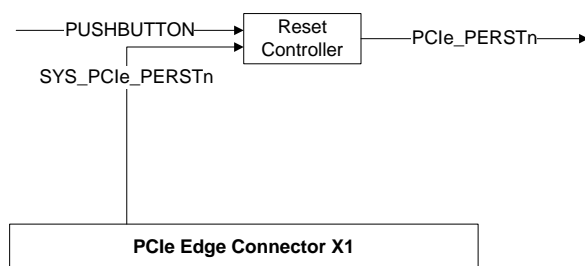 PUSHBUTTON
Reset
Controller
PCIe_PERSTn
SYS_PCIe_PERSTn
PCIe Edge Connector X1